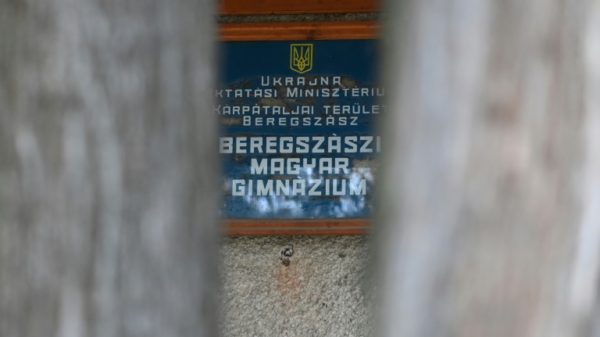 UKRAJNA
KTATÁSI MINISZTÉRIU
KÁRPÁTALJAI TERÜLET
BEREGSZÁSZ
BEREGSZÁSZI
MAGYAR
GIMNÁZIUM